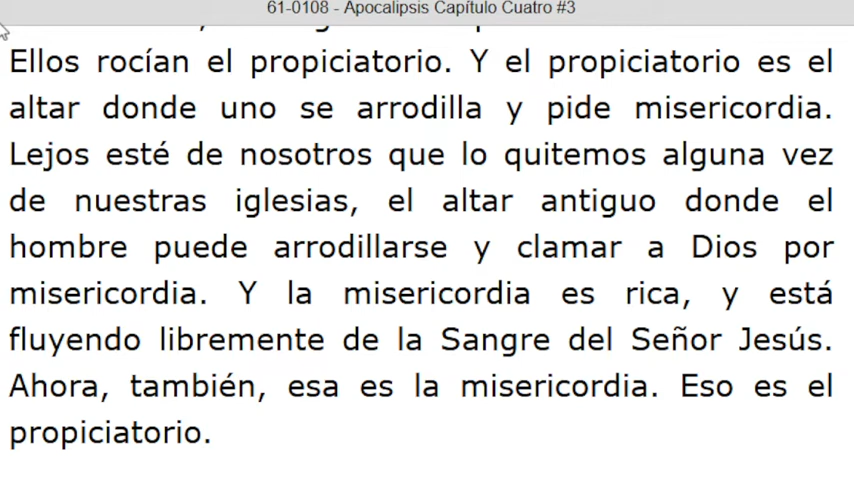 61-0108 - Apocalipsis Capítulo Cuatro #3
Ellos rocían el propiciatorio. Y el propiciatorio es el
altar donde uno se arrodilla y pide misericordia.
Lejos esté de nosotros que lo quitemos alguna vez
de nuestras iglesias, el altar antiguo donde el
hombre puede arrodillarse y clamar a Dios por
misericordia. Y la misericordia es rica, y está
fluyendo libremente de la Sangre del Señor Jesús.
Ahora, también, esa es la misericordia. Eso es el
propiciatorio.